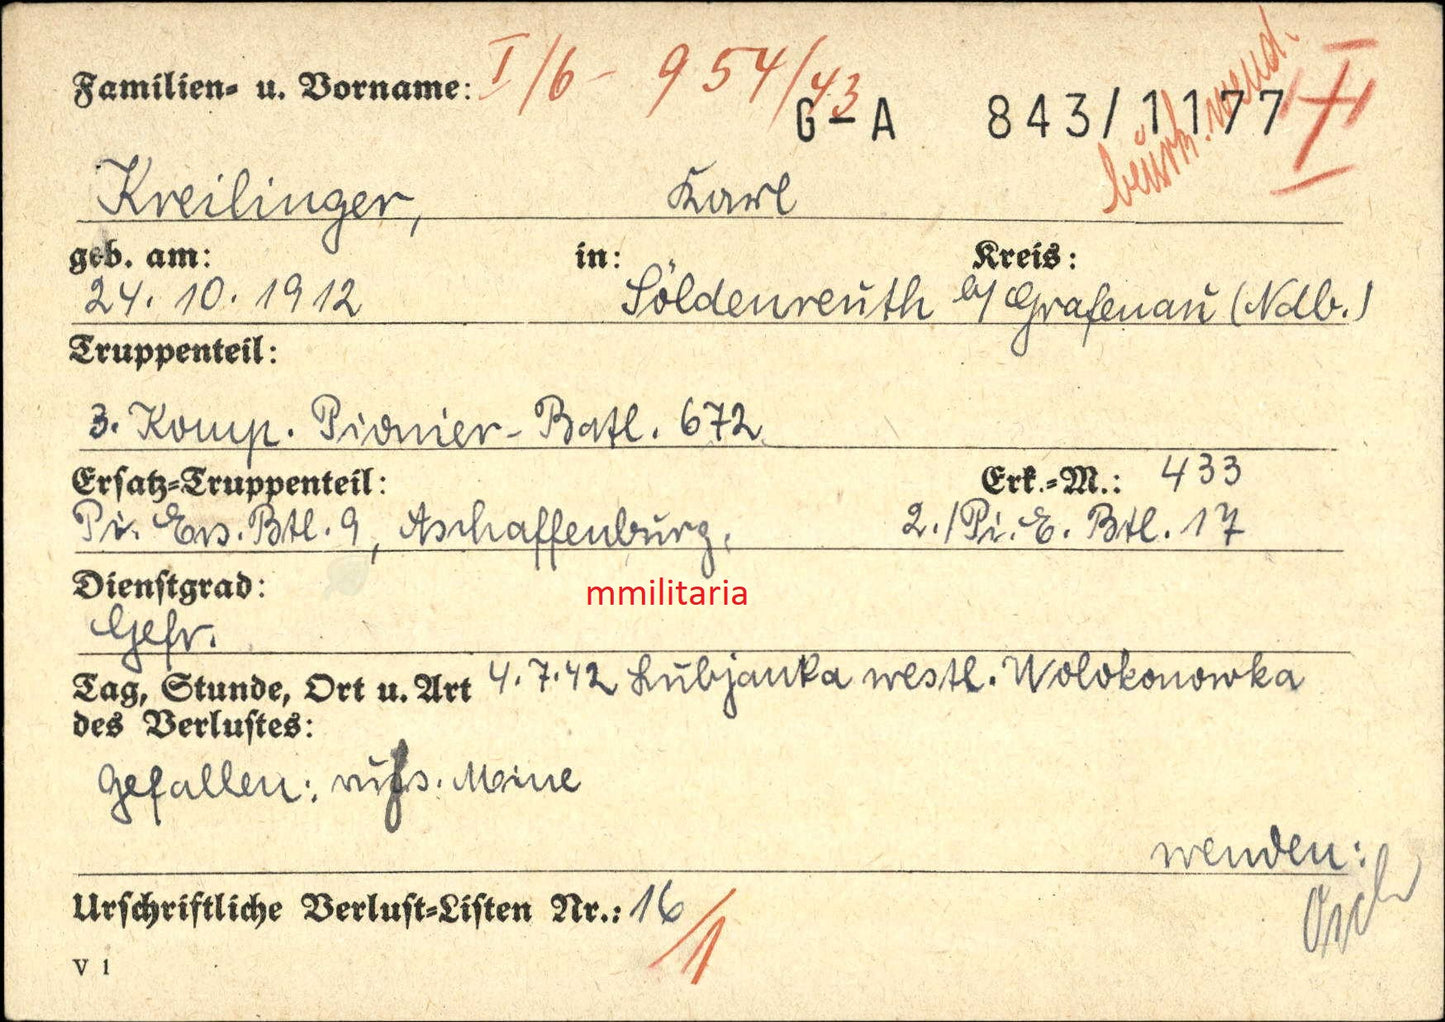 Familien- u. Vorname: I/6 - 954/43
G-A 843/1177
beurk. wend.
Kreilinger, Karl
geb. am: in: Kreis:
24. 10. 1912 Söldenreuth b/ Grafenau (Ndb.)
Truppenteil:
3. Komp. Pionier-Batl. 672
Ersatz-Truppenteil: Erk.-M.: 433
Pi. Ers. Btl. 9, Aschaffenburg. 2./Pi. E. Btl. 17
Dienstgrad:
mmilitaria
Gefr.
Tag, Stunde, Ort u. Art 4.7.42 Lubjanka westl. Wolokonowka
des Verlustes:
Gefallen: russ. Mine
wenden:
Urschriftliche Verlust-Listen Nr.: 16
1
V 1